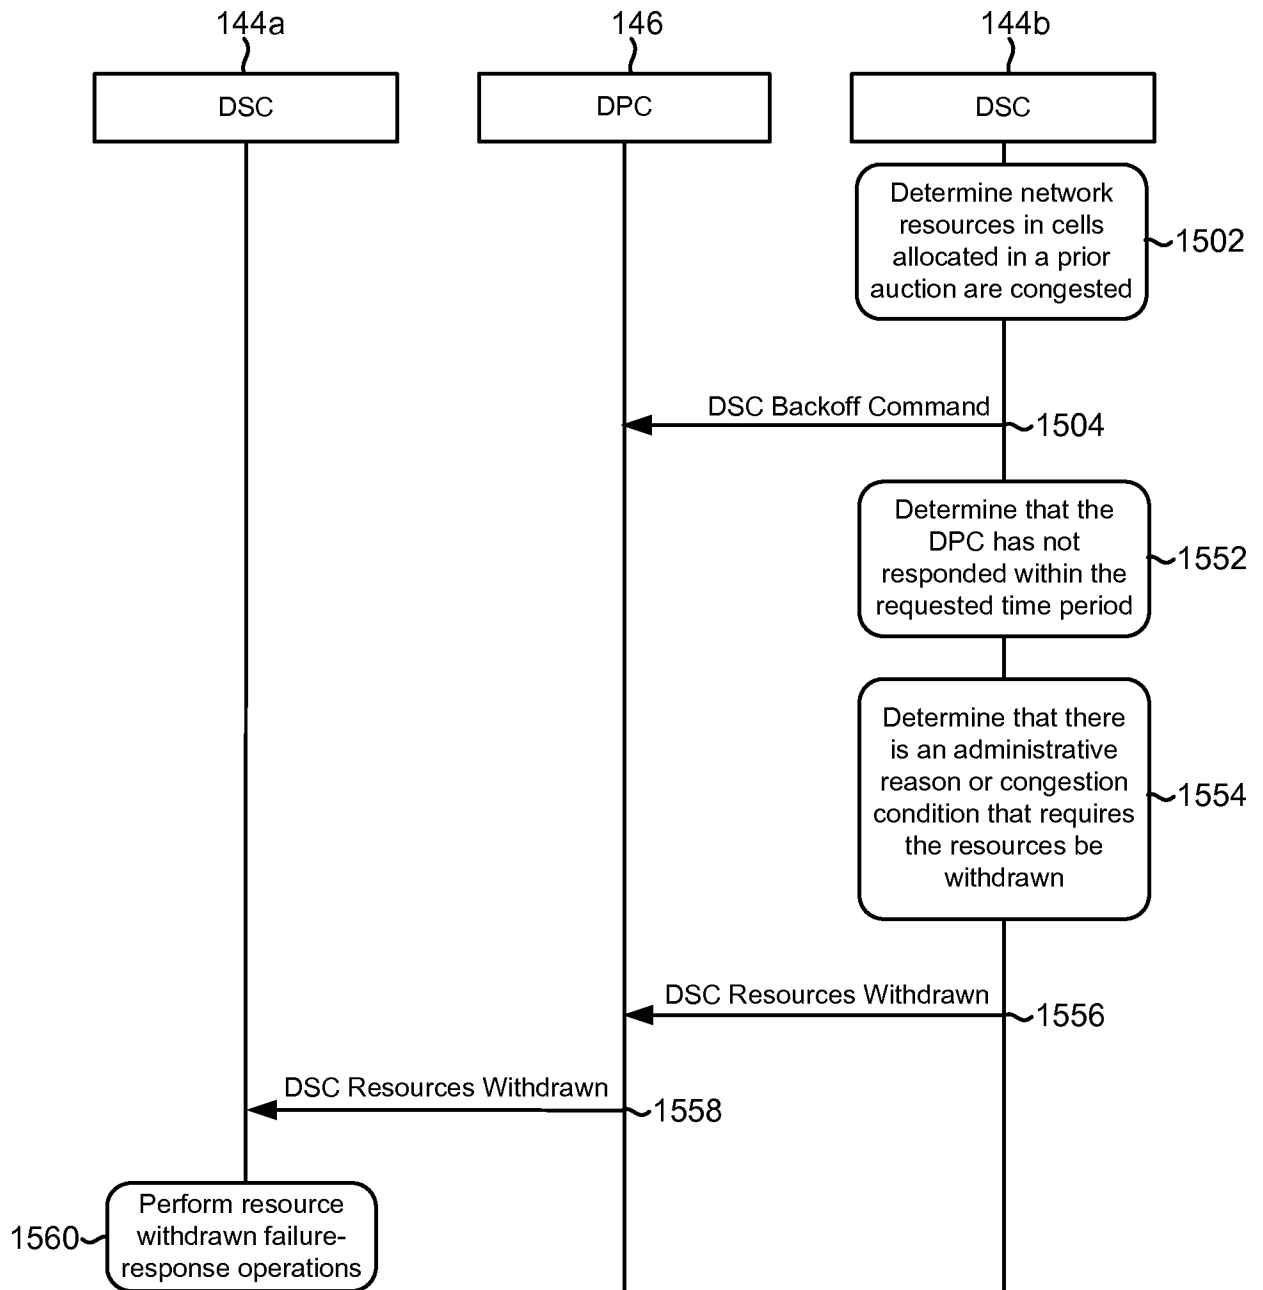 144a
146
144b
DSC
DPC
DSC
Determine network
resources in cells
allocated in a prior
auction are congested
1502
DSC Backoff Command
1504
Determine that the
DPC has not
responded within the
requested time period
1552
Determine that there
is an administrative
reason or congestion
condition that requires
the resources be
withdrawn
1554
DSC Resources Withdrawn
1556
DSC Resources Withdrawn
1558
Perform resource
withdrawn failure-
response operations
1560